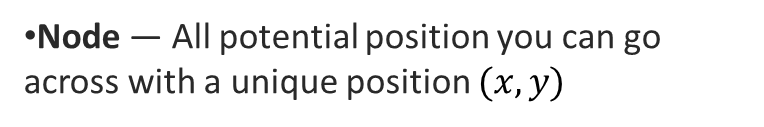 •Node — All potential position you can go
across with a unique position (x, y)